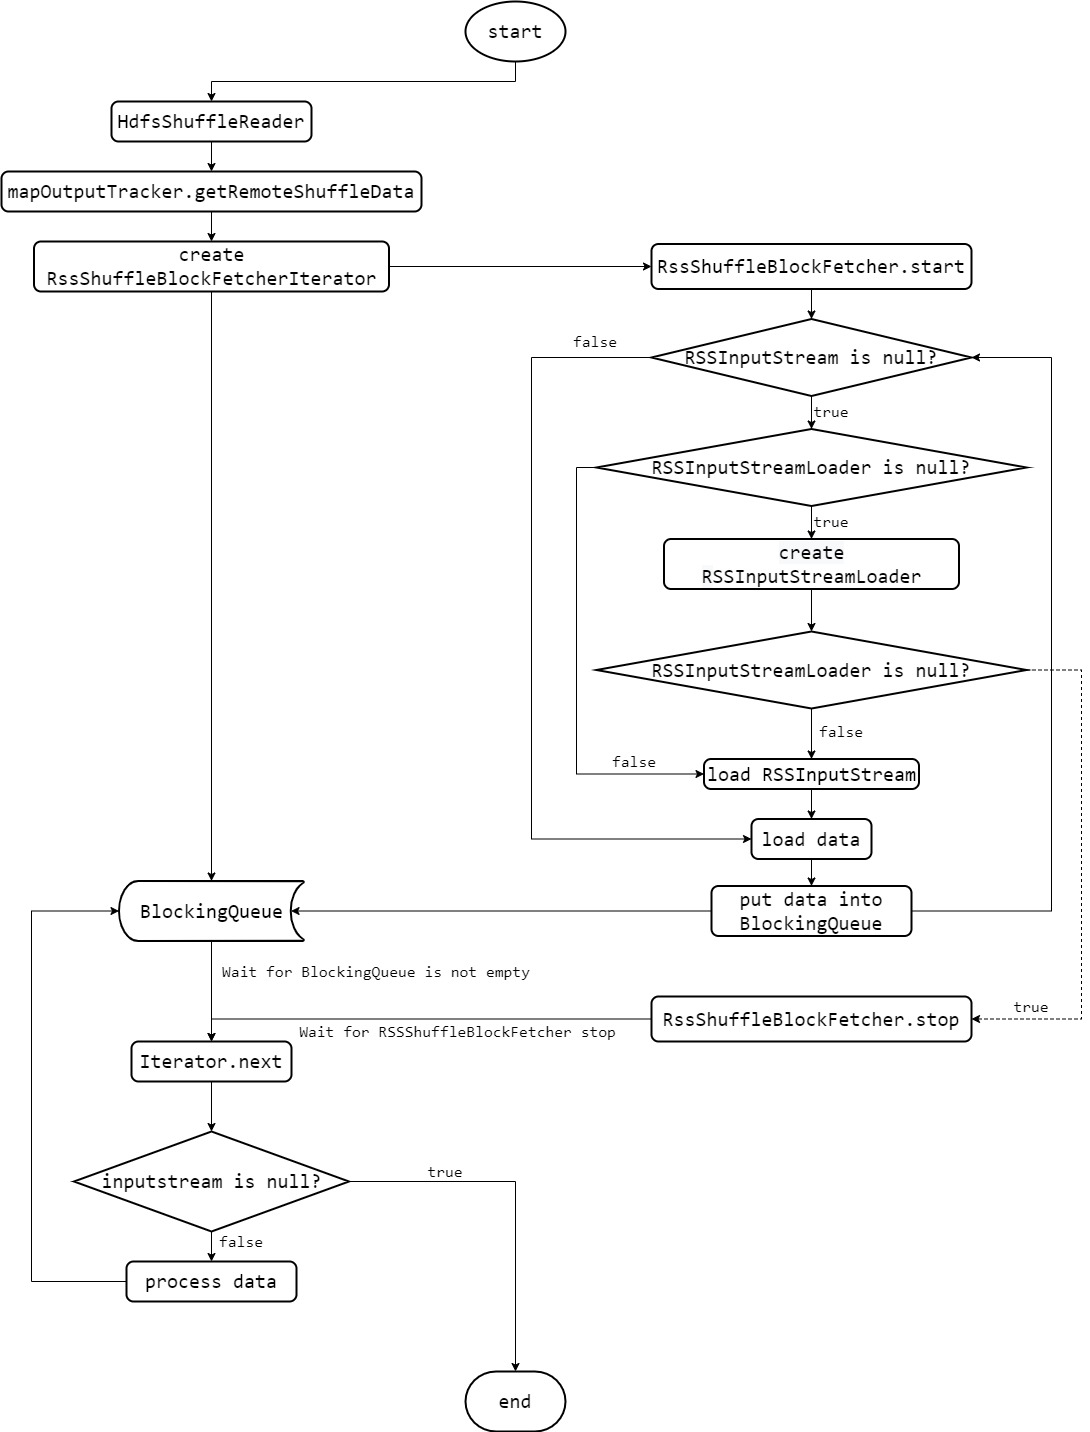 start
HdfsShuffleReader
mapOutputTracker.getRemoteShuffleData
create
RssShuffleBlockFetcherIterator
RssShuffleBlockFetcher.start
false
RSSInputStream is null?
true
RSSInputStreamLoader is null?
true
create
RSSInputStreamLoader
RSSInputStreamLoader is null?
false
false
load RSSInputStream
load data
put data into
BlockingQueue
BlockingQueue
Wait for BlockingQueue is not empty
true
RssShuffleBlockFetcher.stop
Wait for RSSShuffleBlockFetcher stop
Iterator.next
inputstream is null?
true
false
process data
end